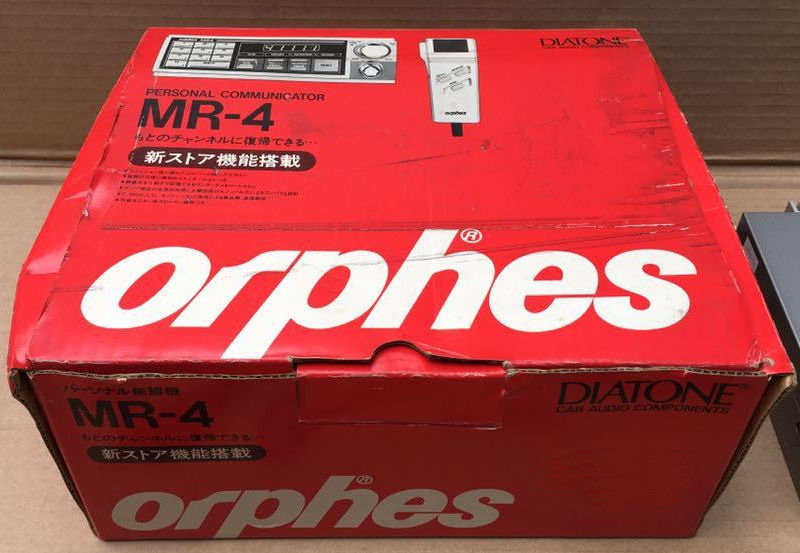 DIATONE
CAR AUDIO COMPONENTS
orphes
PERSONAL COMMUNICATOR
MR-4
もとのチャンネルに復帰できる…
新ストア機能搭載
orphes®
パーソナル無線機
MR-4
もとのチャンネルに復帰できる…
新ストア機能搭載
DIATONE®
CAR AUDIO COMPONENTS
orphes®